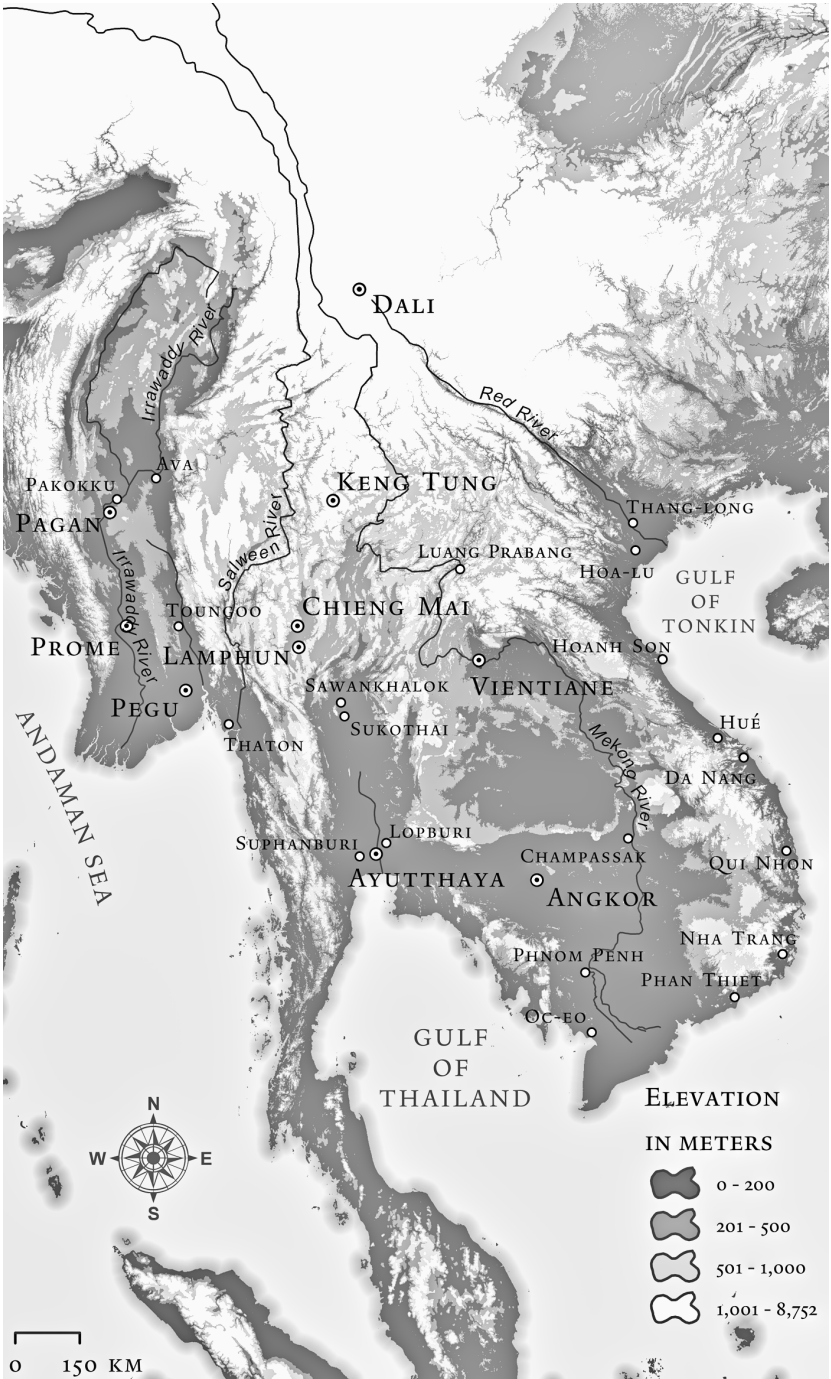 Dali
Irrawaddy River
Red River
Ava
Pakokku
Keng Tung
Pagan
Thang-long
Salween River
Luang Prabang
Hoa-lu
Gulf
of
Tonkin
Irrawaddy River
Toungoo
Chieng Mai
Prome
Lamphun
Hoanh Son
Sawankhalok
Vientiane
Pegu
Sukothai
Andaman Sea
Thaton
Mekong River
Hué
Da Nang
Suphanburi
Lopburi
Champassak
Qui Nhon
Ayutthaya
Angkor
Nha Trang
Phnom Penh
Phan Thiet
Oc-eo
Gulf
of
Thailand
Elevation
in meters
N
W
E
S
0 - 200
201 - 500
501 - 1,000
1,001 - 8,752
0 150 km